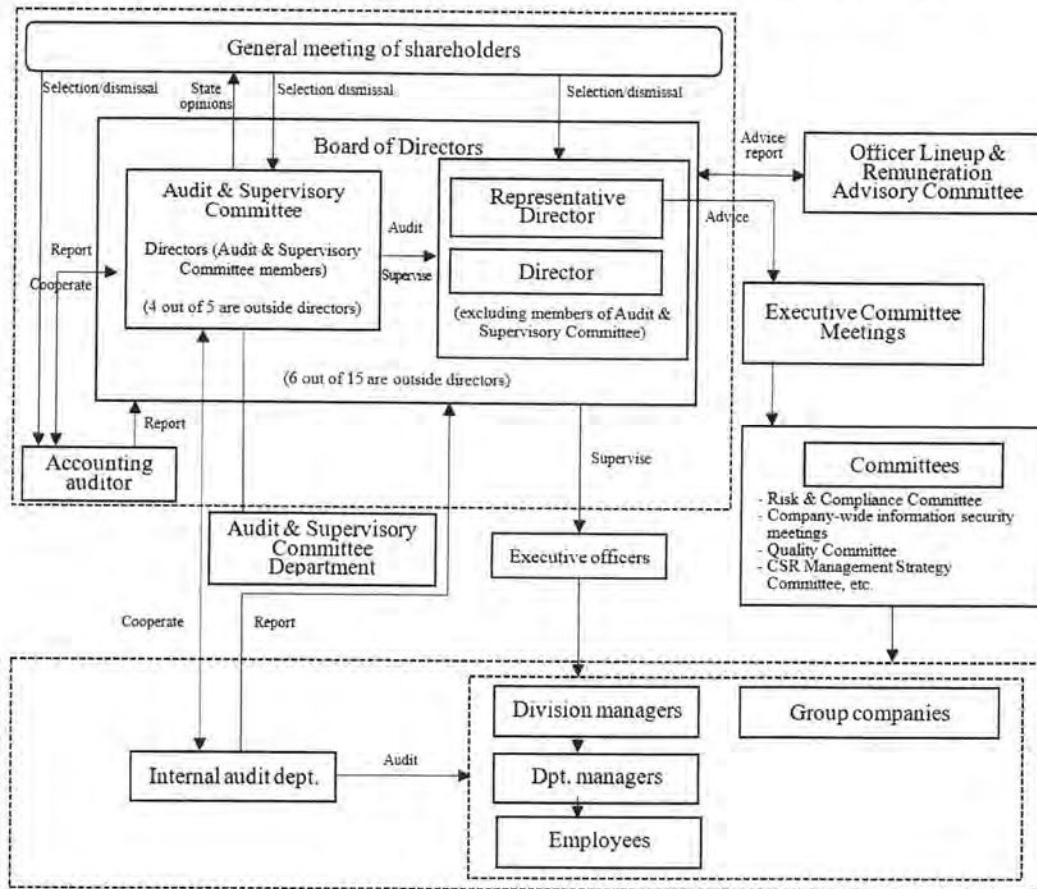 General meeting of shareholders
Selection/dismissal
State
opinions
Selection/dismissal
Selection/dismissal
Board of Directors
Audit & Supervisory
Committee
Directors (Audit & Supervisory
Committee members)
(4 out of 5 are outside directors)
Audit
Supervise
Representative
Director
Director
(excluding members of Audit &
Supervisory Committee)
(6 out of 15 are outside directors)
Advice/
report
Officer Lineup &
Remuneration
Advisory Committee
Advice
Report
Cooperate
Executive Committee
Meetings
Report
Accounting
auditor
Supervise
Committees
- Risk & Compliance Committee
- Company-wide information security
meetings
- Quality Committee
- CSR Management Strategy
Committee, etc.
Audit & Supervisory
Committee
Department
Executive officers
Cooperate
Report
Division managers
Group companies
Internal audit dept.
Audit
Dpt. managers
Employees